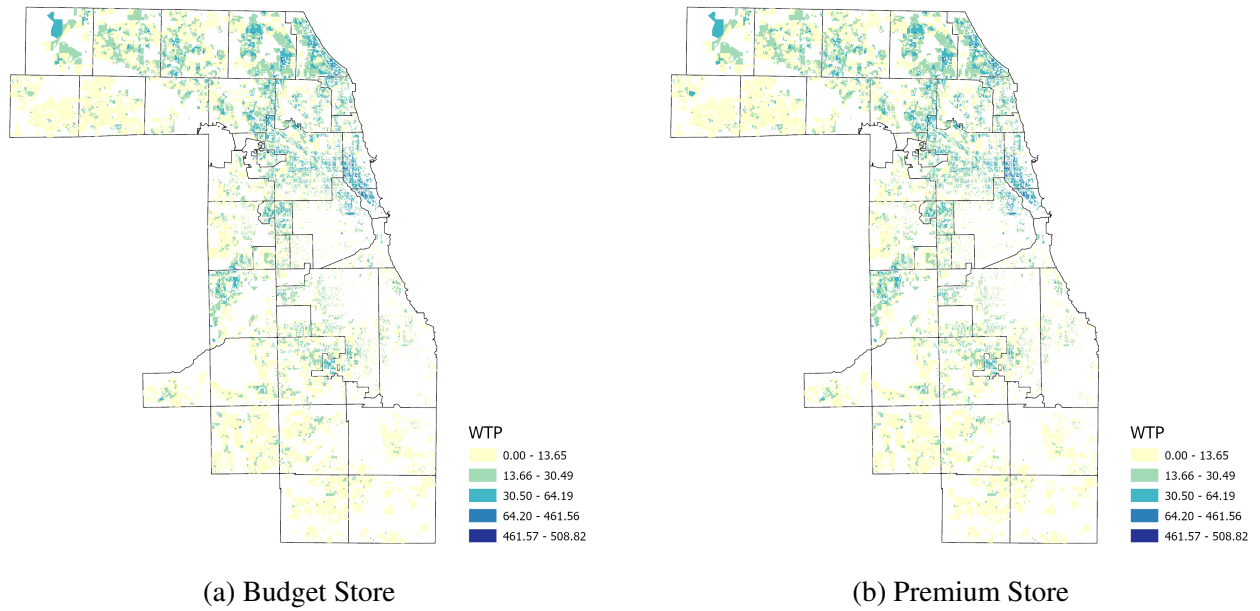 WTP
0.00 - 13.65
13.66 - 30.49
30.50 - 64.19
64.20 - 461.56
461.57 - 508.82
(a) Budget Store
WTP
0.00 - 13.65
13.66 - 30.49
30.50 - 64.19
64.20 - 461.56
461.57 - 508.82
(b) Premium Store